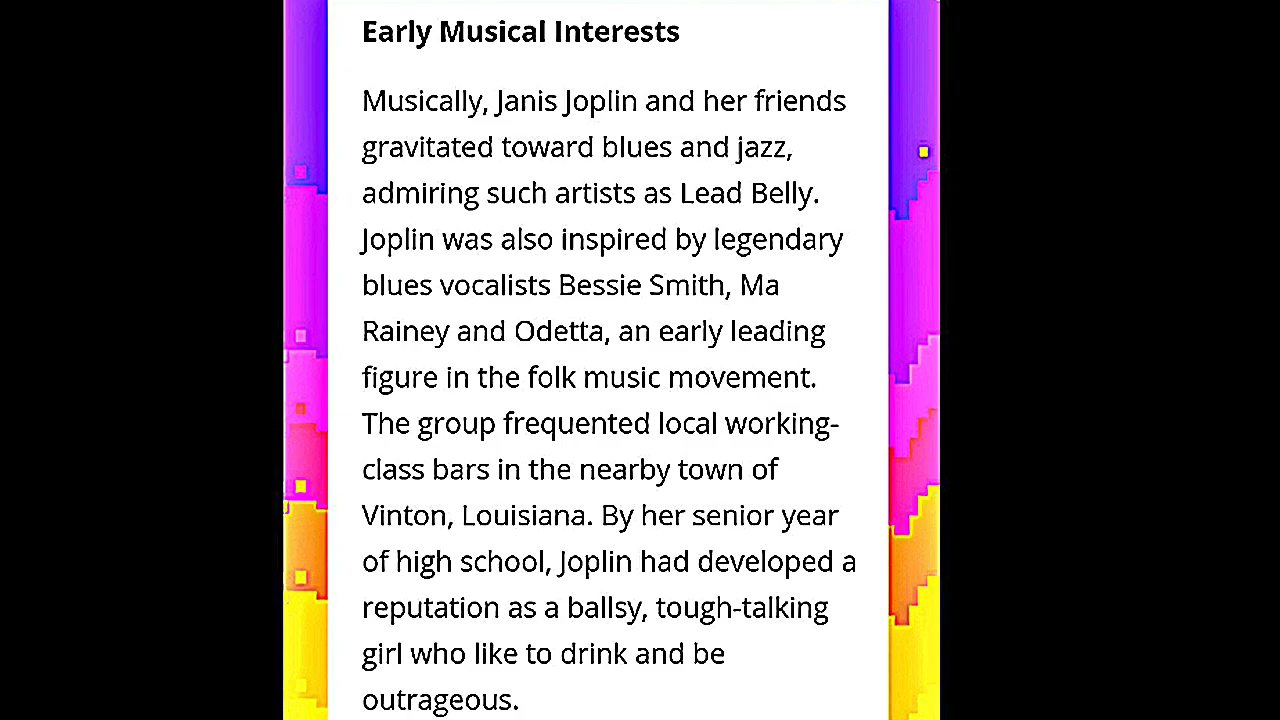 Early Musical Interests
Musically, Janis Joplin and her friends
gravitated toward blues and jazz,
admiring such artists as Lead Belly.
Joplin was also inspired by legendary
blues vocalists Bessie Smith, Ma
Rainey and Odetta, an early leading
figure in the folk music movement.
The group frequented local working-
class bars in the nearby town of
Vinton, Louisiana. By her senior year
of high school, Joplin had developed a
reputation as a ballsy, tough-talking
girl who like to drink and be
outrageous.